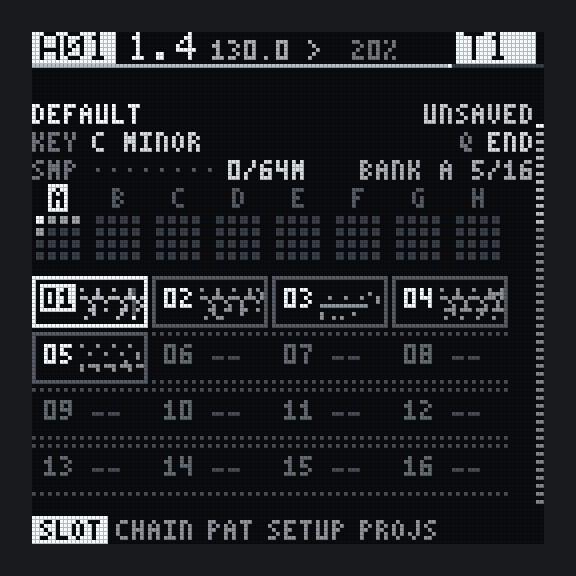 A01 1.4 130.0 > 20% T1
DEFAULT UNSAVED
KEY C MINOR Q END
SMP ········ 0/64M BANK A 5/16
A B C D E F G H
01 02 03 04
05 06 -- 07 -- 08 --
09 -- 10 -- 11 -- 12 --
13 -- 14 -- 15 -- 16 --
SLOT CHAIN PAT SETUP PROJS